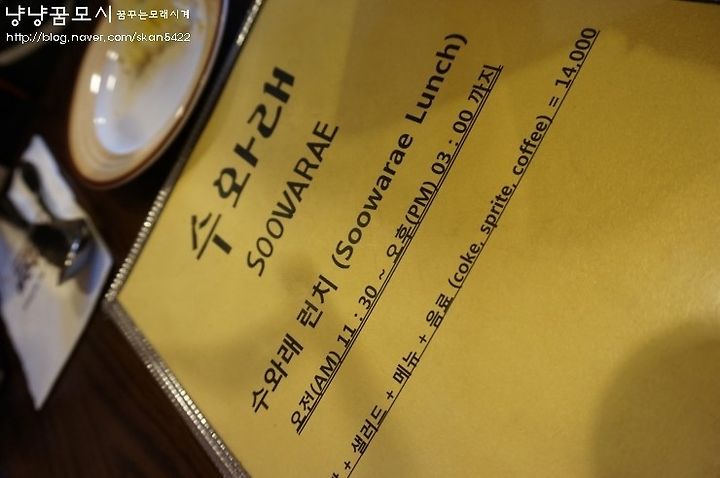 냥냥꿈모시 꿈꾸는모래시계
http://blog.naver.com/skan5422
수와래
SOOWARAE
수와래 런치 (Soowarae Lunch)
오전(AM) 11 : 30 ~ 오후(PM) 03 : 00 까지
+ 샐러드 + 메뉴 + 음료 (coke, sprite, coffee) = 14,000